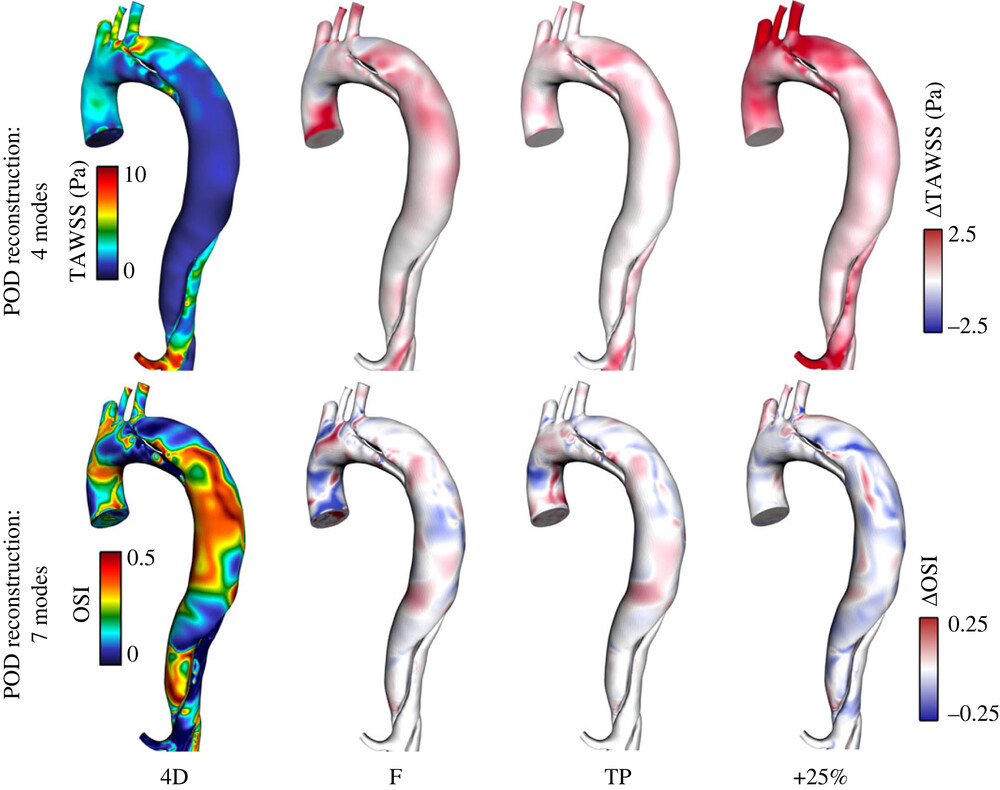 POD reconstruction:
4 modes
TAWSS (Pa)
10
0
ΔTAWSS (Pa)
2.5
–2.5
POD reconstruction:
7 modes
OSI
0.5
0
ΔOSI
0.25
–0.25
4D
F
TP
+25%